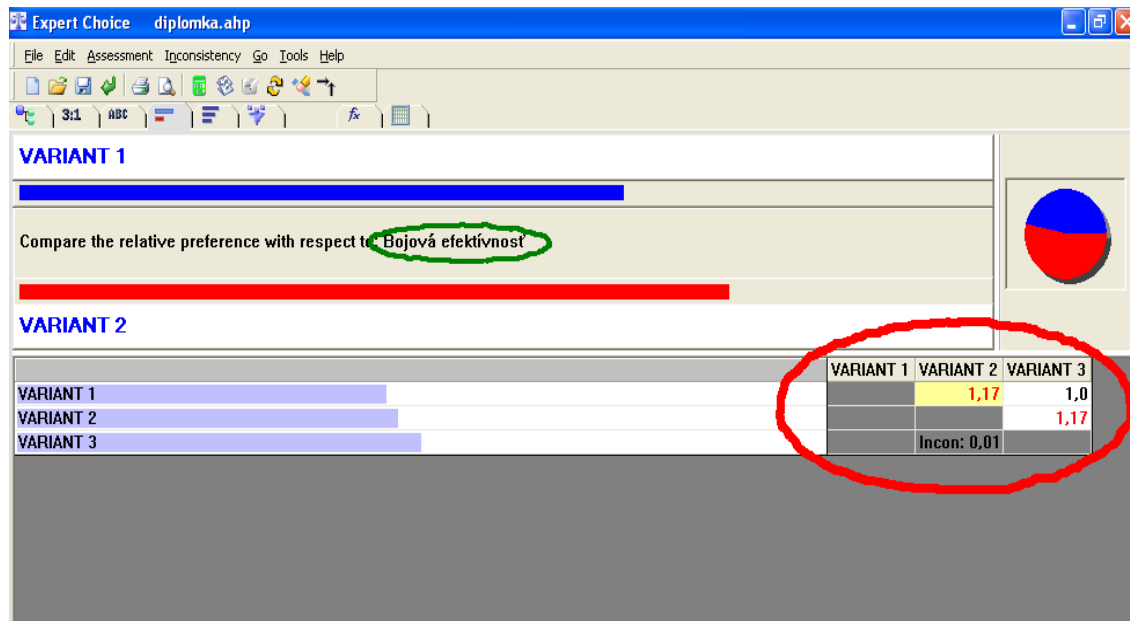 Expert Choice diplomka.ahp
File Edit Assessment Inconsistency Go Tools Help
3:1 ABC fx
VARIANT 1
Compare the relative preference with respect to: Bojová efektívnosť
VARIANT 2
VARIANT 1 VARIANT 2 VARIANT 3
VARIANT 1 1,17 1,0
VARIANT 2 1,17
VARIANT 3 Incon: 0,01